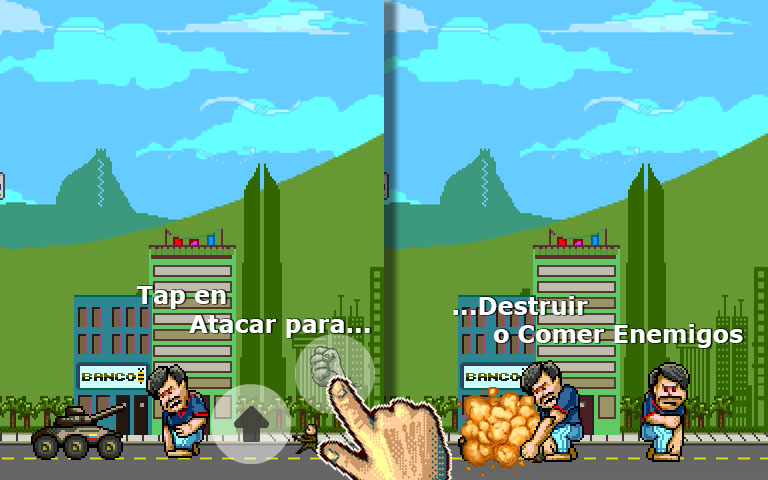 Tap en
Atacar para...
BANCO
...Destruir
o Comer Enemigos
BANCO